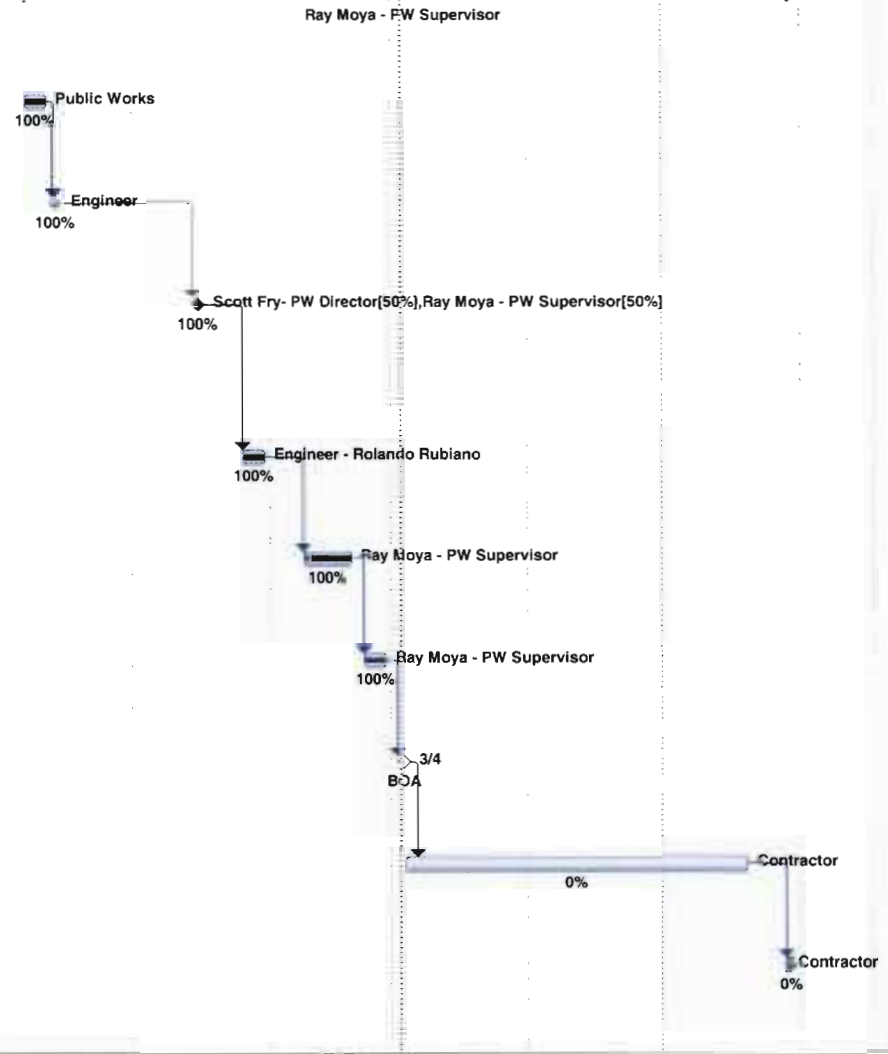 Ray Moya - PW Supervisor
Public Works
100%
Engineer
100%
Scott Fry- PW Director[50%],Ray Moya - PW Supervisor[50%]
100%
Engineer - Rolando Rubiano
100%
Ray Moya - PW Supervisor
100%
Ray Moya - PW Supervisor
100%
3/4
BOA
Contractor
0%
Contractor
0%